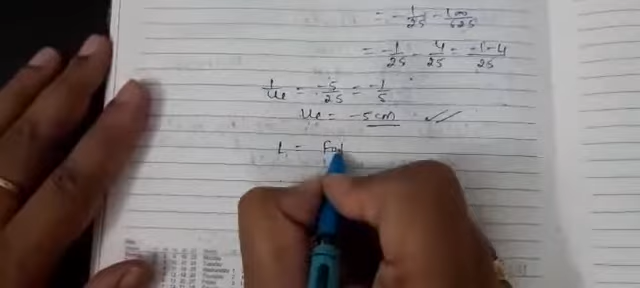 = -1/25 - 100/625
= -1/25 - 4/25 = -1-4/25
1/ue = -5/25 = -1/5
ue = -5cm
L =